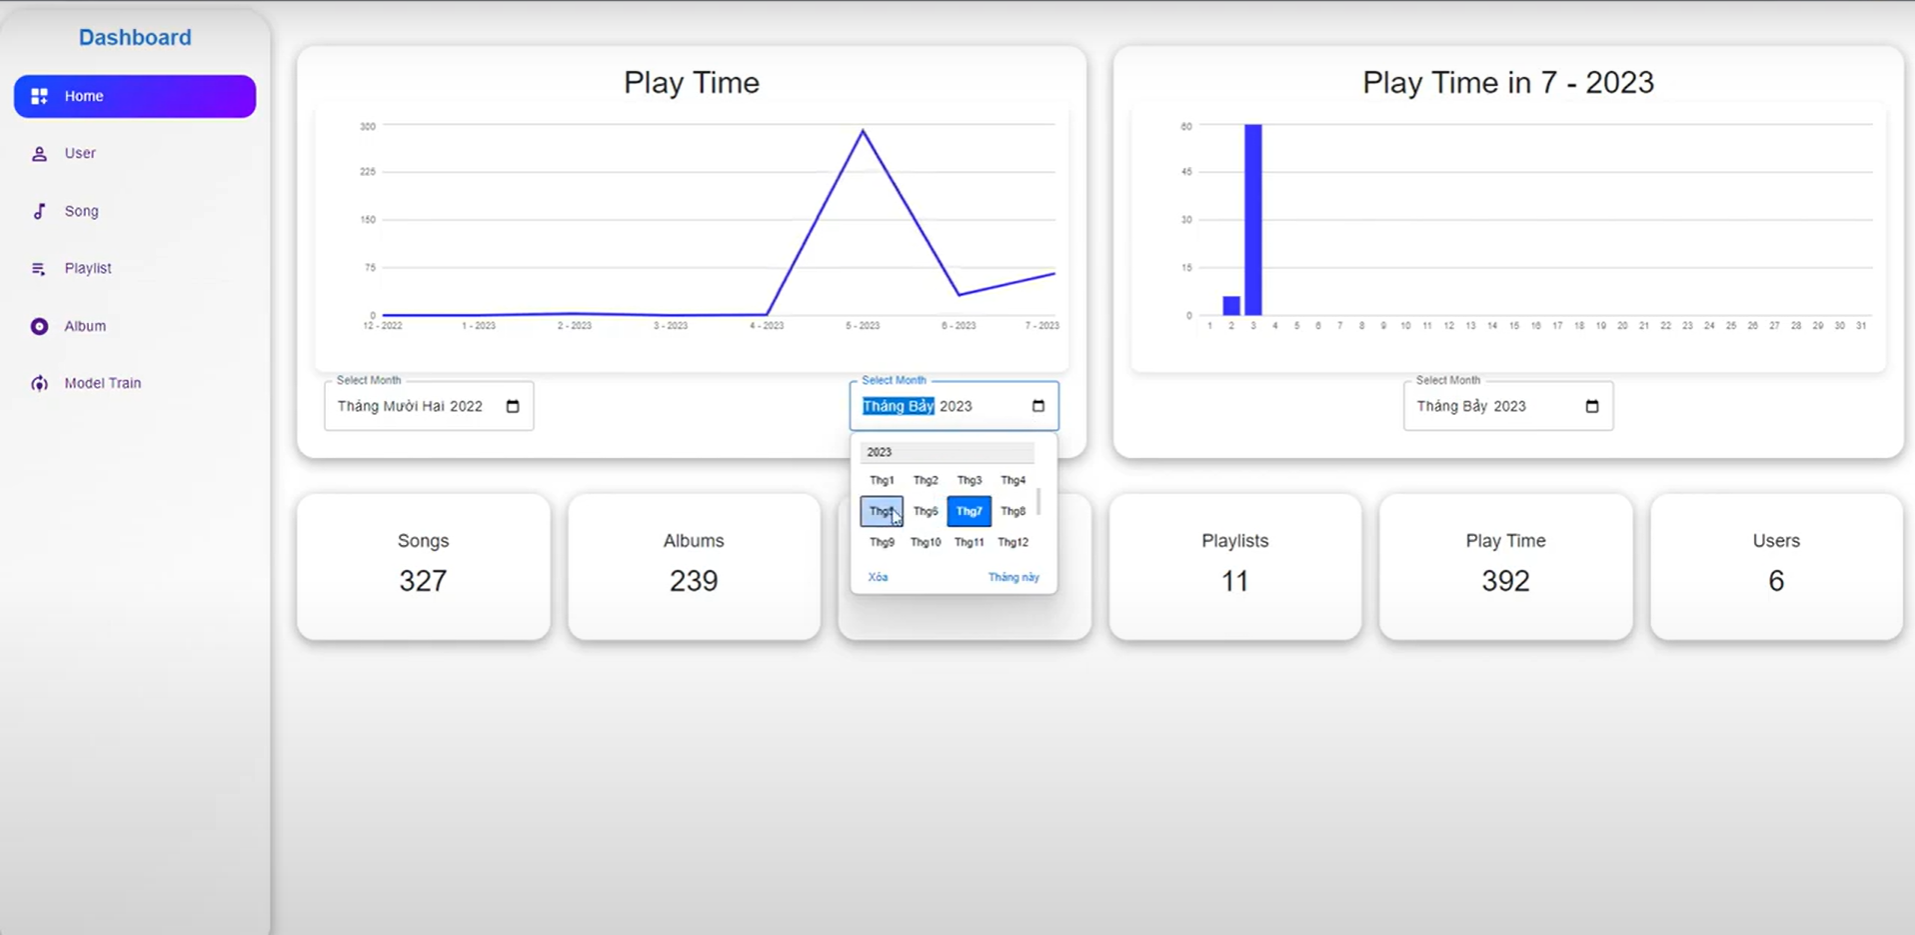 Dashboard
Home
User
Song
Playlist
Album
Model Train
Play Time
300
225
150
75
0
12 - 2022 1 - 2023 2 - 2023 3 - 2023 4 - 2023 5 - 2023 6 - 2023 7 - 2023
Select Month
Tháng Mười Hai 2022
Select Month
Tháng Bảy 2023
2023
Thg1 Thg2 Thg3 Thg4
Thg5 Thg6 Thg7 Thg8
Thg9 Thg10 Thg11 Thg12
Xóa Tháng này
Play Time in 7 - 2023
60
45
30
15
0
1 2 3 4 5 6 7 8 9 10 11 12 13 14 15 16 17 18 19 20 21 22 23 24 25 26 27 28 29 30 31
Select Month
Tháng Bảy 2023
Songs
327
Albums
239
Playlists
11
Play Time
392
Users
6